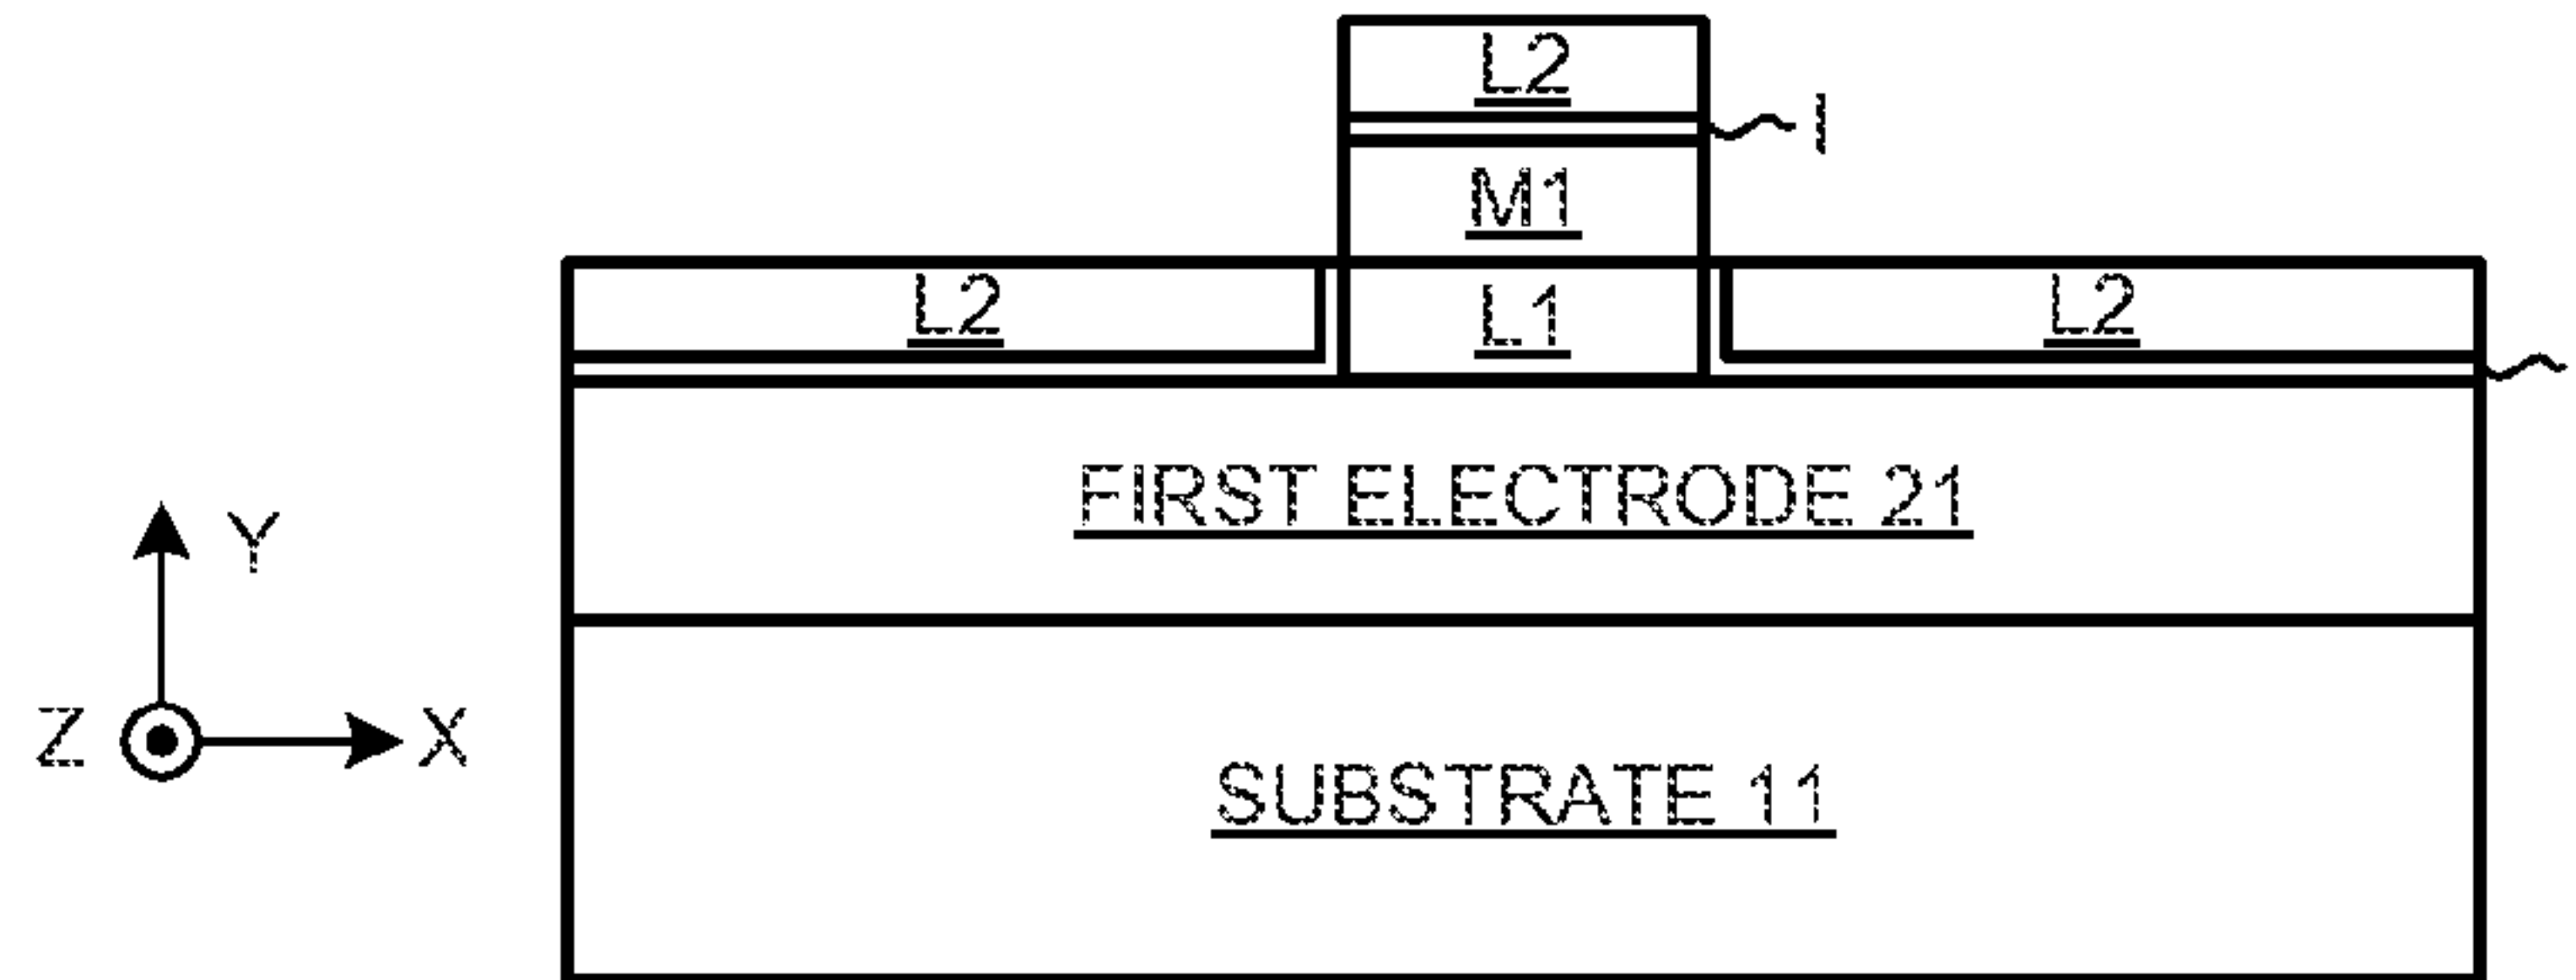 L2
I
M1
L2 L1 L2
FIRST ELECTRODE 21
Y
Z X
SUBSTRATE 11